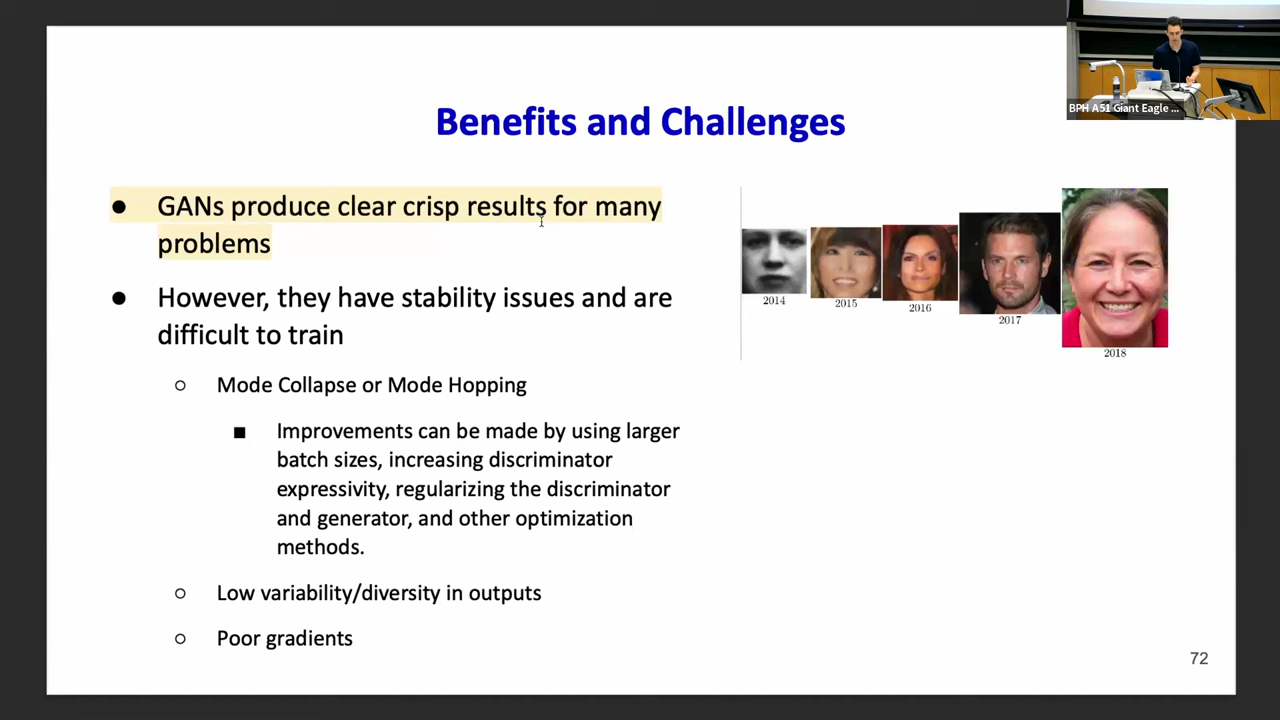 BPH A51 Giant Eagle ...
Benefits and Challenges
● GANs produce clear crisp results for many
problems
● However, they have stability issues and are
difficult to train
○ Mode Collapse or Mode Hopping
■ Improvements can be made by using larger
batch sizes, increasing discriminator
expressivity, regularizing the discriminator
and generator, and other optimization
methods.
○ Low variability/diversity in outputs
○ Poor gradients
2014
2015
2016
2017
2018
72